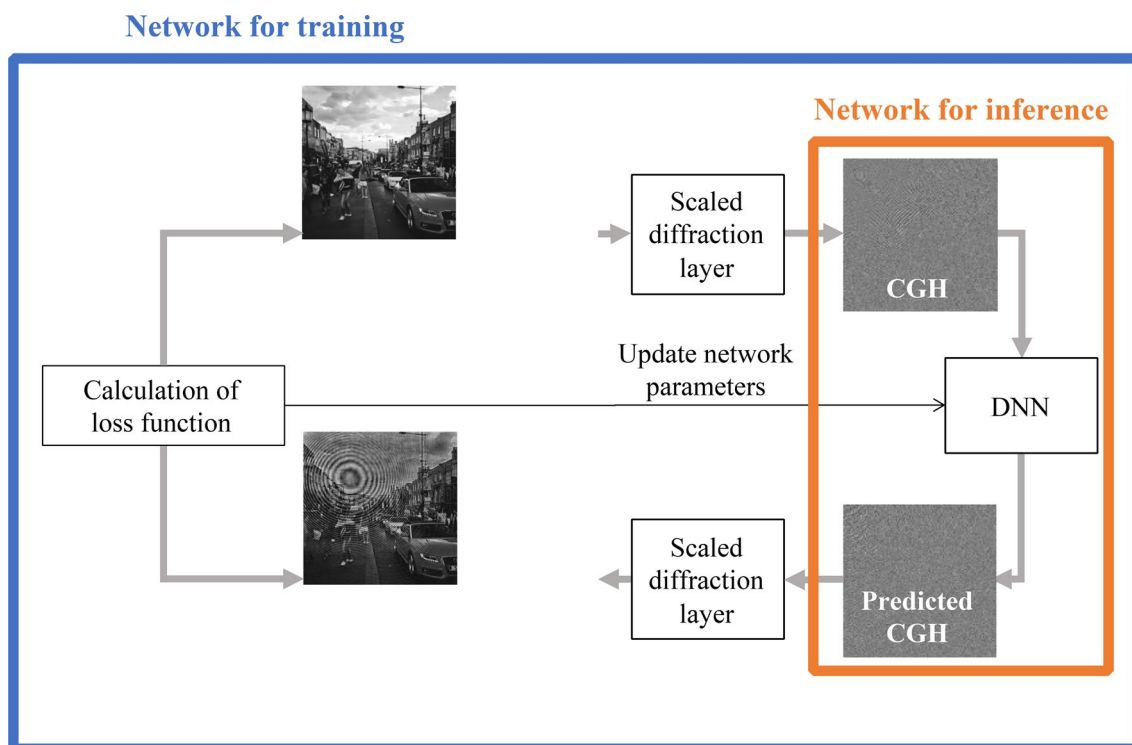 Network for training
Network for inference
Scaled
diffraction
layer
CGH
Update network
parameters
Calculation of
loss function
DNN
Scaled
diffraction
layer
Predicted
CGH